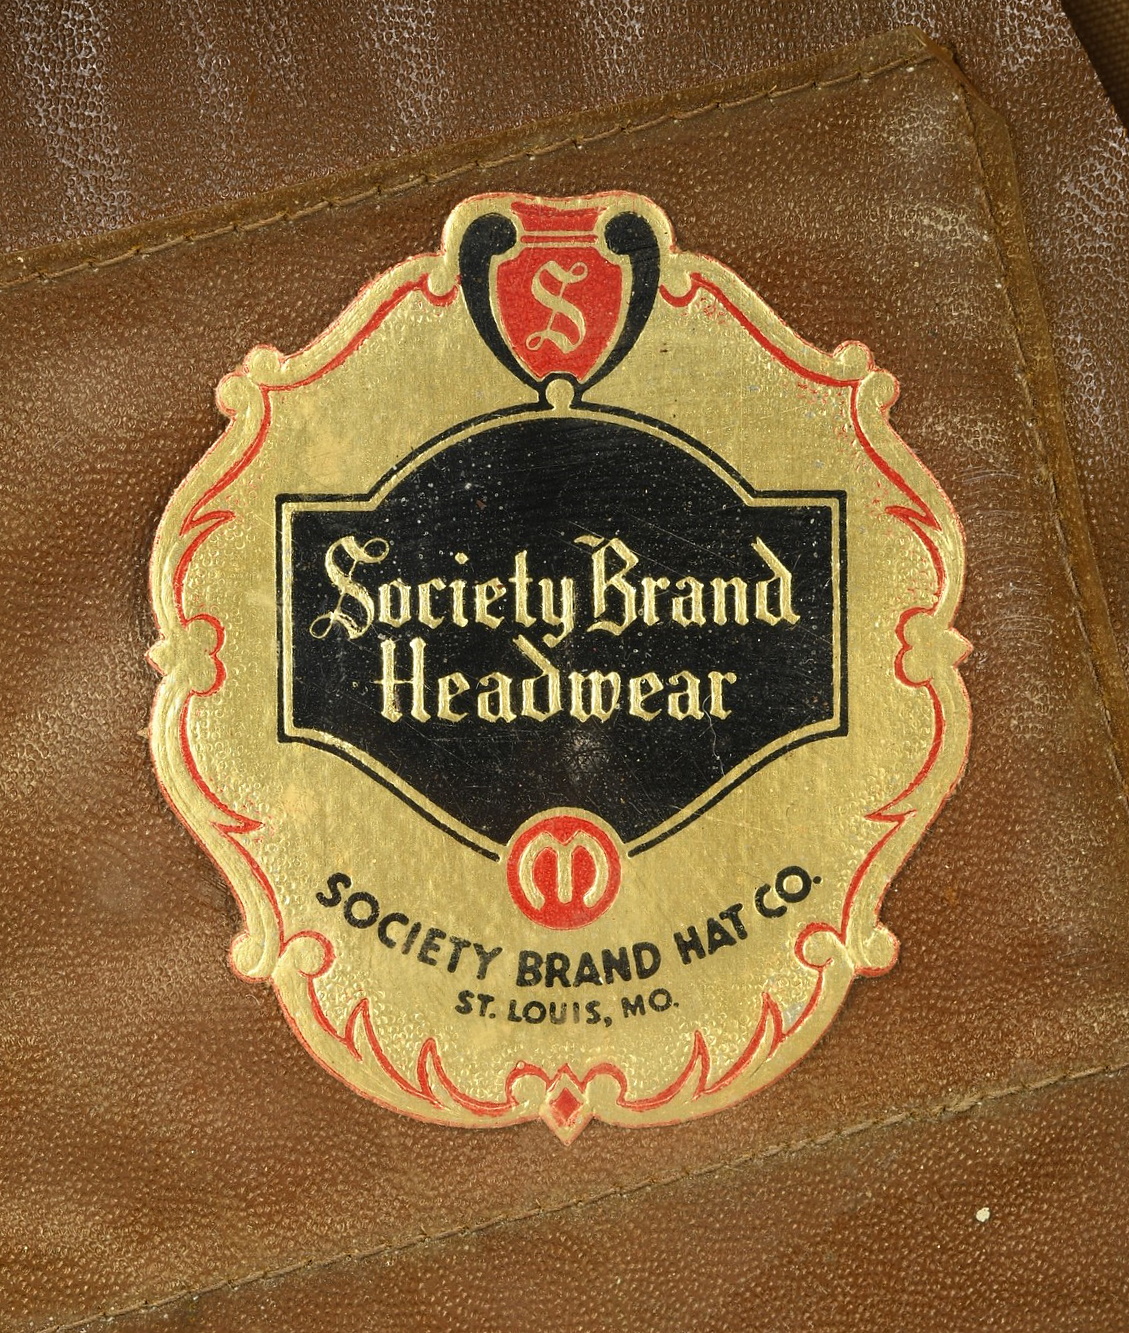 S
Society Brand
Headwear
M
SOCIETY BRAND HAT CO.
ST. LOUIS, MO.